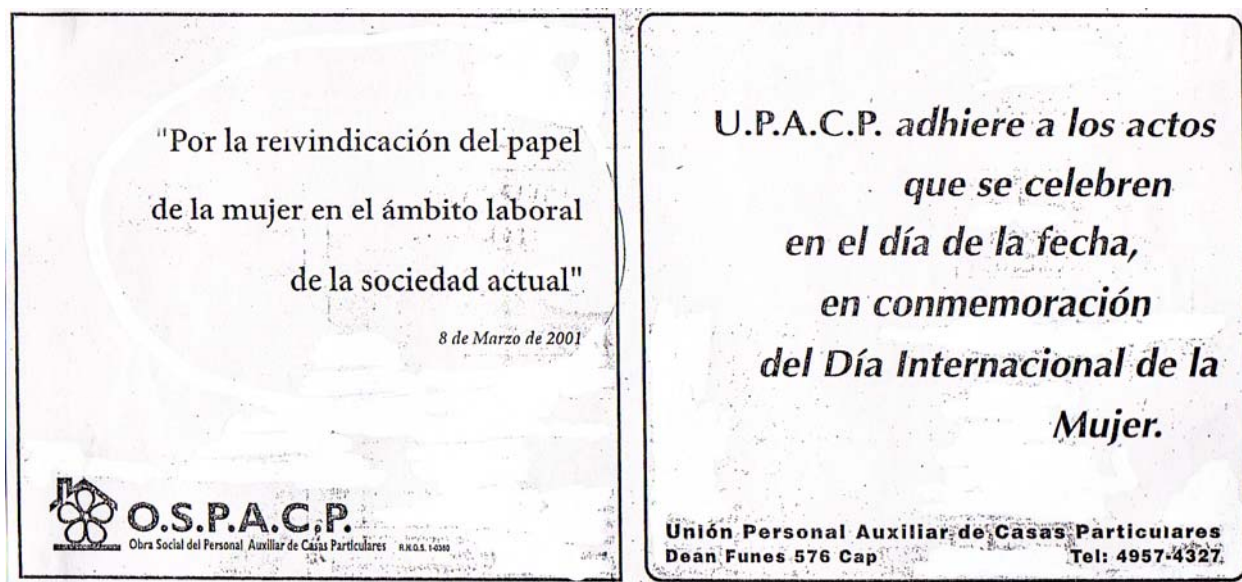 "Por la reivindicación del papel
de la mujer en el ámbito laboral
de la sociedad actual"
8 de Marzo de 2001
O.S.P.A.C.P.
Obra Social del Personal Auxiliar de Casas Particulares
U.P.A.C.P. adhiere a los actos
que se celebren
en el día de la fecha,
en conmemoración
del Día Internacional de la
Mujer.
Unión Personal Auxiliar de Casas Particulares
Deán Funes 576 Cap Tel: 4957-4327